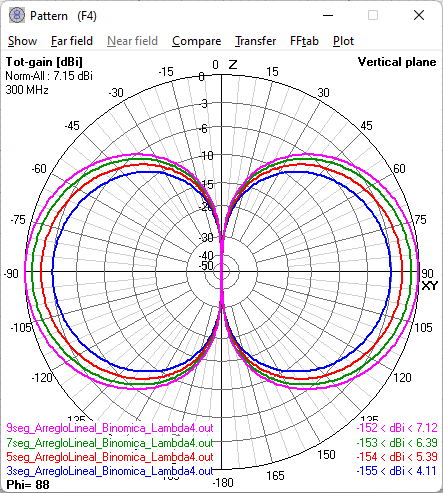 Pattern (F4)
Show Far field Near field Compare Transfer FFtab Plot
Tot-gain [dBi]
Norm-All : 7.15 dBi
300 MHz
Vertical plane
0 Z
-15 15
-30 30
-45 45
-60 60
-75 75
-90 90
XY
-105 105
-120 120
-135 135
-150 150
-165 165
-180
0
-3
-6
-10
-15
-20
-30
-40
-50
9seg_ArregloLineal_Binomica_Lambda4.out -152 < dBi < 7.12
7seg_ArregloLineal_Binomica_Lambda4.out -153 < dBi < 6.39
5seg_ArregloLineal_Binomica_Lambda4.out -154 < dBi < 5.39
3seg_ArregloLineal_Binomica_Lambda4.out -155 < dBi < 4.11
Phi= 88